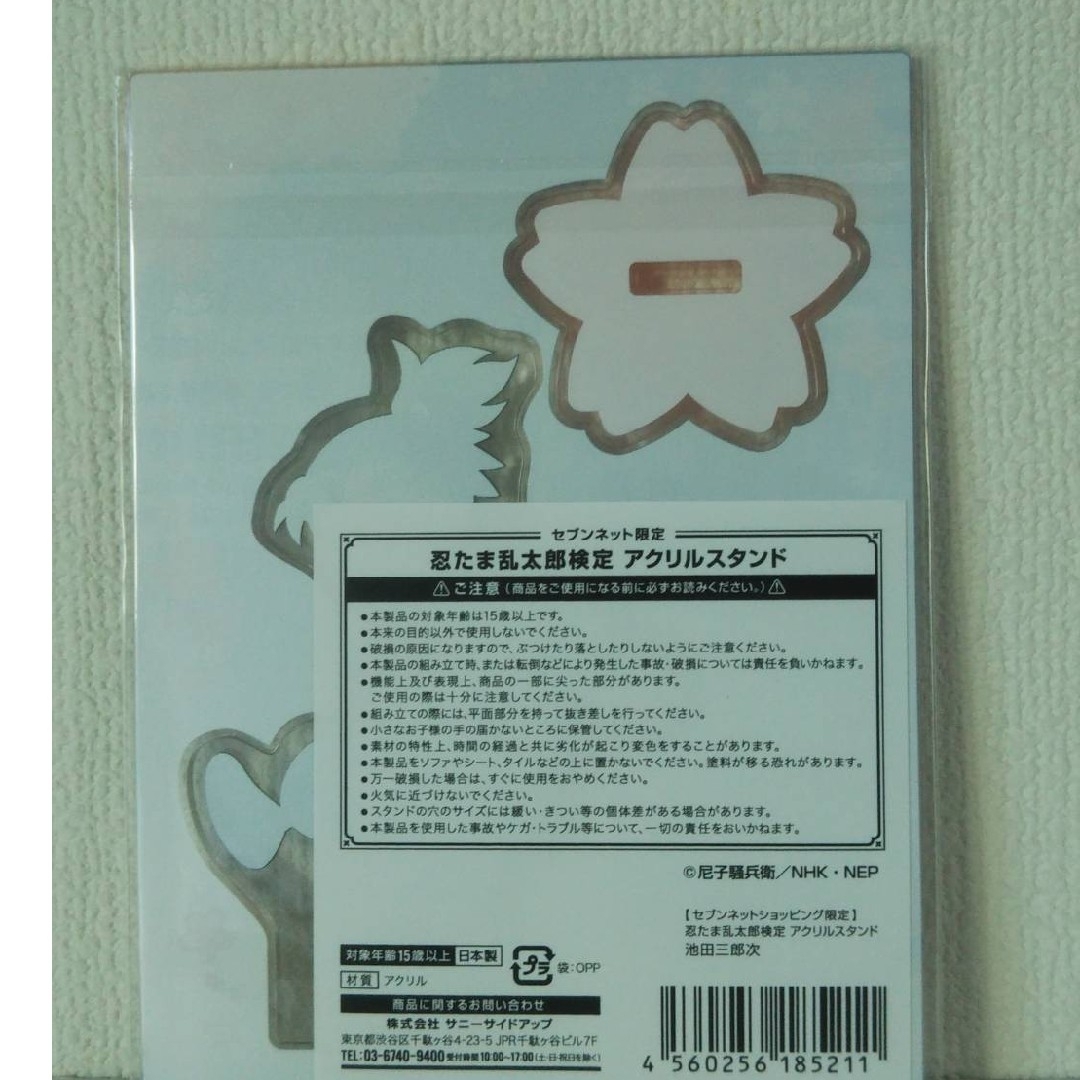 セブンネット限定
忍たま乱太郎検定 アクリルスタンド
⚠ご注意(商品をご使用になる前に必ずお読みください。)⚠
●本製品の対象年齢は15歳以上です。
●本来の目的以外で使用しないでください。
●破損の原因になりますので、ぶつけたり落としたりしないようにご注意ください。
●本製品の組み立て時、または転倒などにより発生した事故・破損については責任を負いかねます。
●機能上及び表現上、商品の一部に尖った部分があります。
ご使用の際は十分に注意してください。
●組み立ての際には、平面部分を持って抜き差しを行ってください。
●小さなお子様の手の届かないところに保管してください。
●素材の特性上、時間の経過と共に劣化が起こり変色をすることがあります。
●本製品をソファやシート、タイルなどの上に置かないでください。塗料が移る恐れがあります。
●万一破損した場合は、すぐに使用をおやめください。
●火気に近づけないでください。
●スタンドの穴のサイズには緩い・きつい等の個体差がある場合があります。
●本製品を使用した事故やケガ・トラブル等について、一切の責任をおいかねます。
©尼子騒兵衛/NHK・NEP
【セブンネットショッピング限定】
忍たま乱太郎検定 アクリルスタンド
池田三郎次
対象年齢15歳以上 日本製
材質 アクリル
プラ 袋:OPP
商品に関するお問い合わせ
株式会社 サニーサイドアップ
東京都渋谷区千駄ヶ谷4-23-5 JPR千駄ヶ谷ビル7F
TEL:03-6740-9400 受付時間 10:00~17:00(土・日・祝日を除く)
4 560256 185211